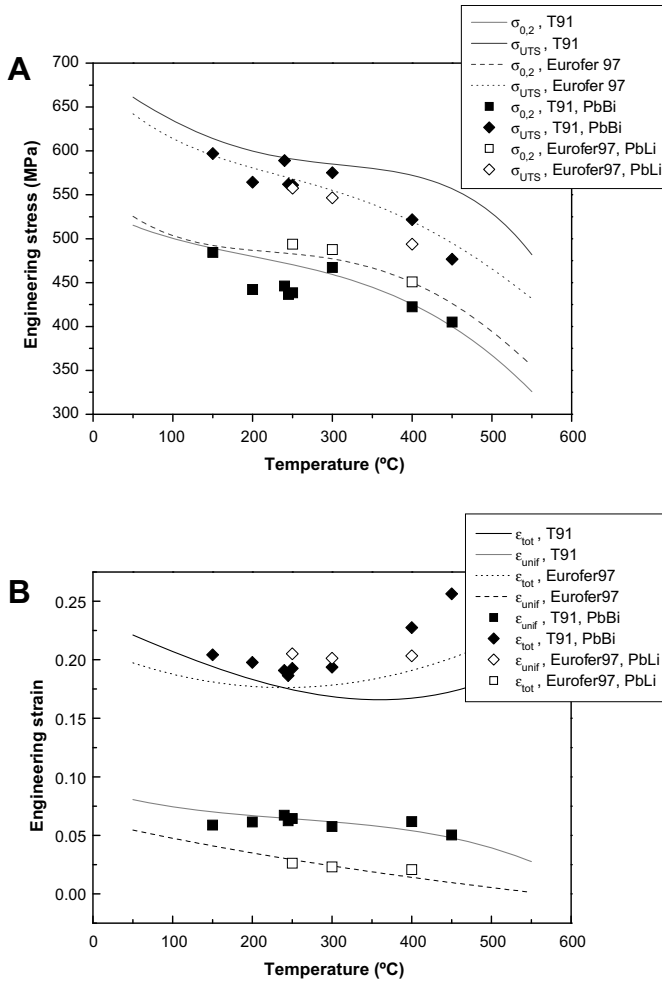 A
σ0,2 , T91
σUTS , T91
σ0,2 , Eurofer 97
σUTS , Eurofer 97
σ0,2 , T91, PbBi
σUTS , T91, PbBi
σ0,2 , Eurofer97, PbLi
σUTS , Eurofer97, PbLi
Engineering stress (MPa)
700
650
600
550
500
450
400
350
300
0 100 200 300 400 500 600
Temperature (ºC)
B
εtot , T91
εunif , T91
εtot , Eurofer97
εunif , Eurofer97
εunif , T91, PbBi
εtot , T91, PbBi
εunif , Eurofer97, PbLi
εtot , Eurofer97, PbLi
Engineering strain
0.25
0.20
0.15
0.10
0.05
0.00
0 100 200 300 400 500 600
Temperature (ºC)